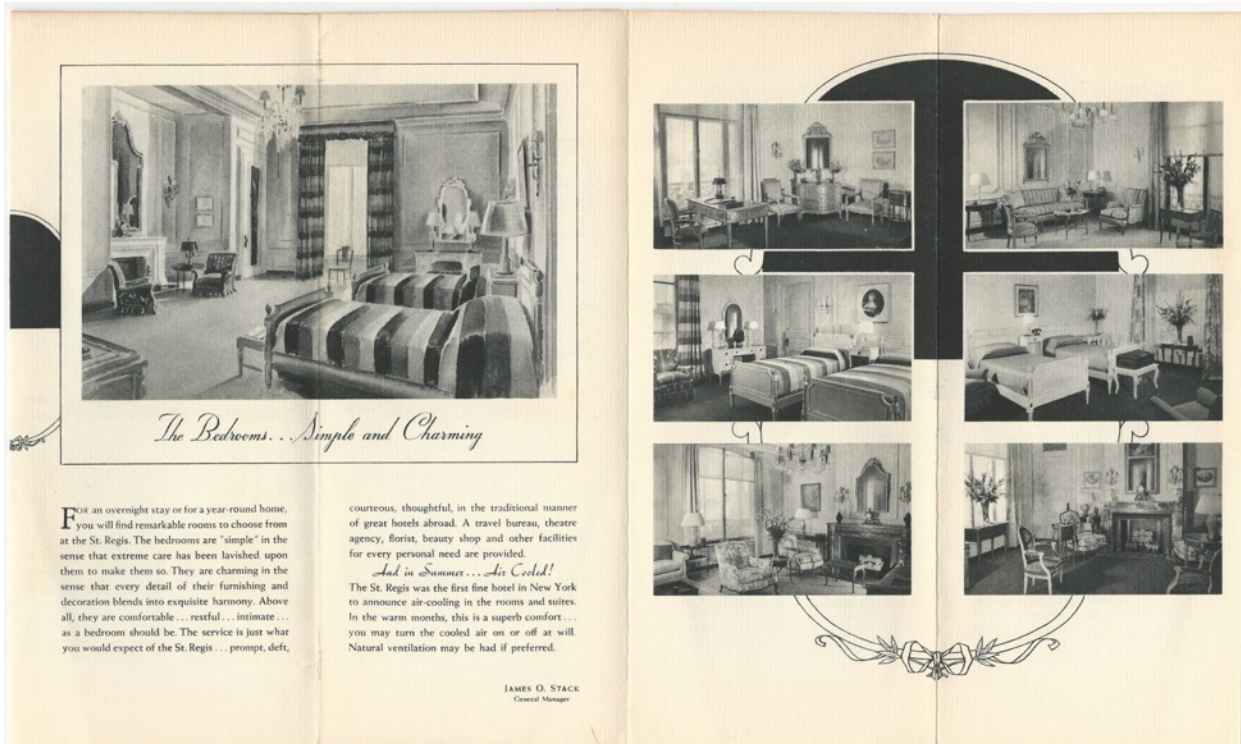 The Bedrooms... Simple and Charming
FOR an overnight stay or for a year-round home,
you will find remarkable rooms to choose from
at the St. Regis. The bedrooms are "simple" in the
sense that extreme care has been lavished upon
them to make them so. They are charming in the
sense that every detail of their furnishing and
decoration blends into exquisite harmony. Above
all, they are comfortable... restful... intimate...
as a bedroom should be. The service is just what
you would expect of the St. Regis... prompt, deft,
courteous, thoughtful, in the traditional manner
of great hotels abroad. A travel bureau, theatre
agency, florist, beauty shop and other facilities
for every personal need are provided.
And in Summer... Air Cooled!
The St. Regis was the first fine hotel in New York
to announce air-cooling in the rooms and suites.
In the warm months, this is a superb comfort...
you may turn the cooled air on or off at will.
Natural ventilation may be had if preferred.
JAMES O. STACK
General Manager